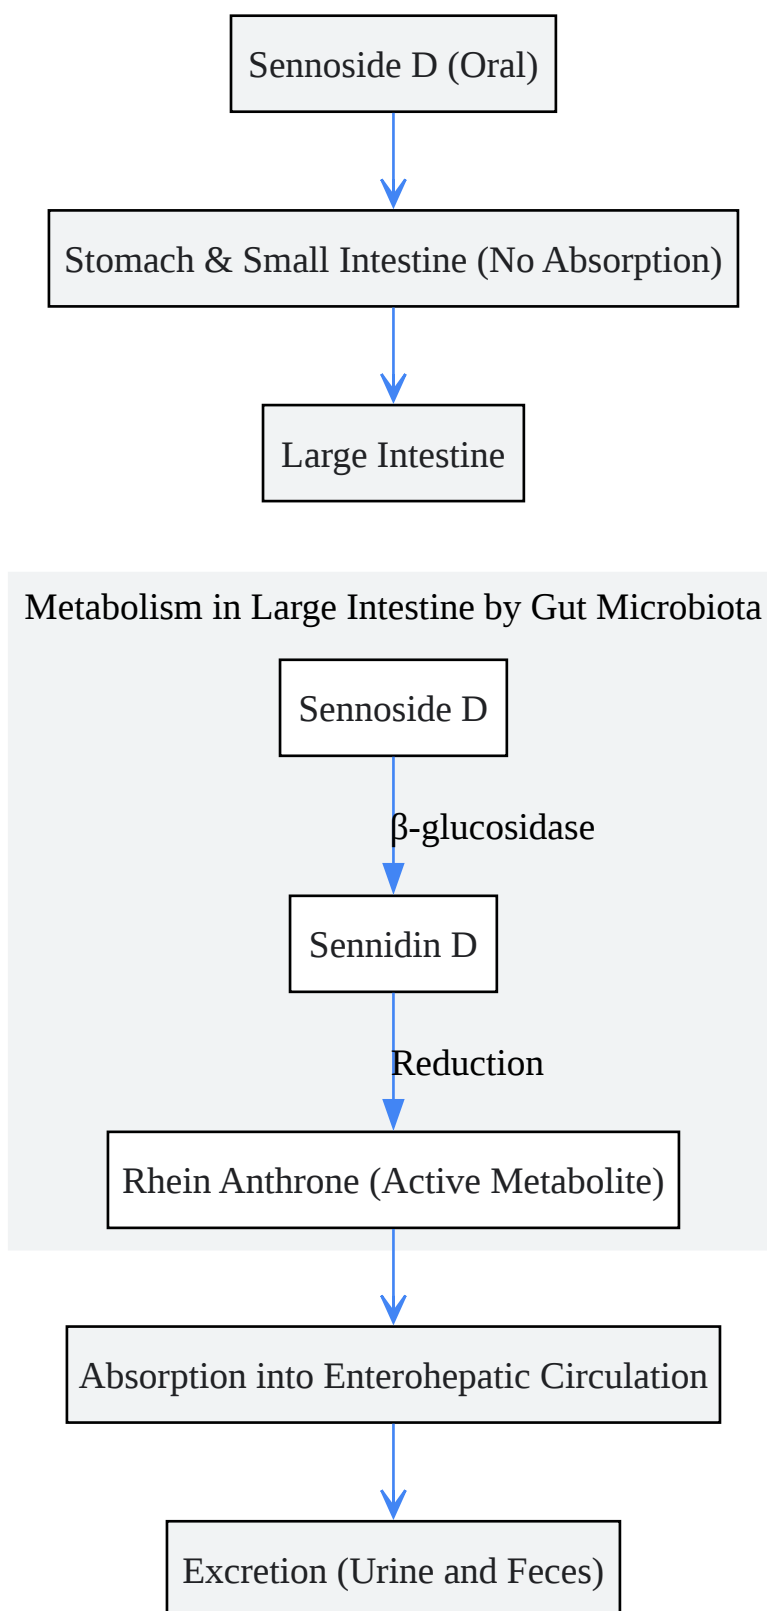 Sennoside D (Oral)
Stomach & Small Intestine (No Absorption)
Large Intestine
Metabolism in Large Intestine by Gut Microbiota
Sennoside D
β-glucosidase
Sennidin D
Reduction
Rhein Anthrone (Active Metabolite)
Absorption into Enterohepatic Circulation
Excretion (Urine and Feces)